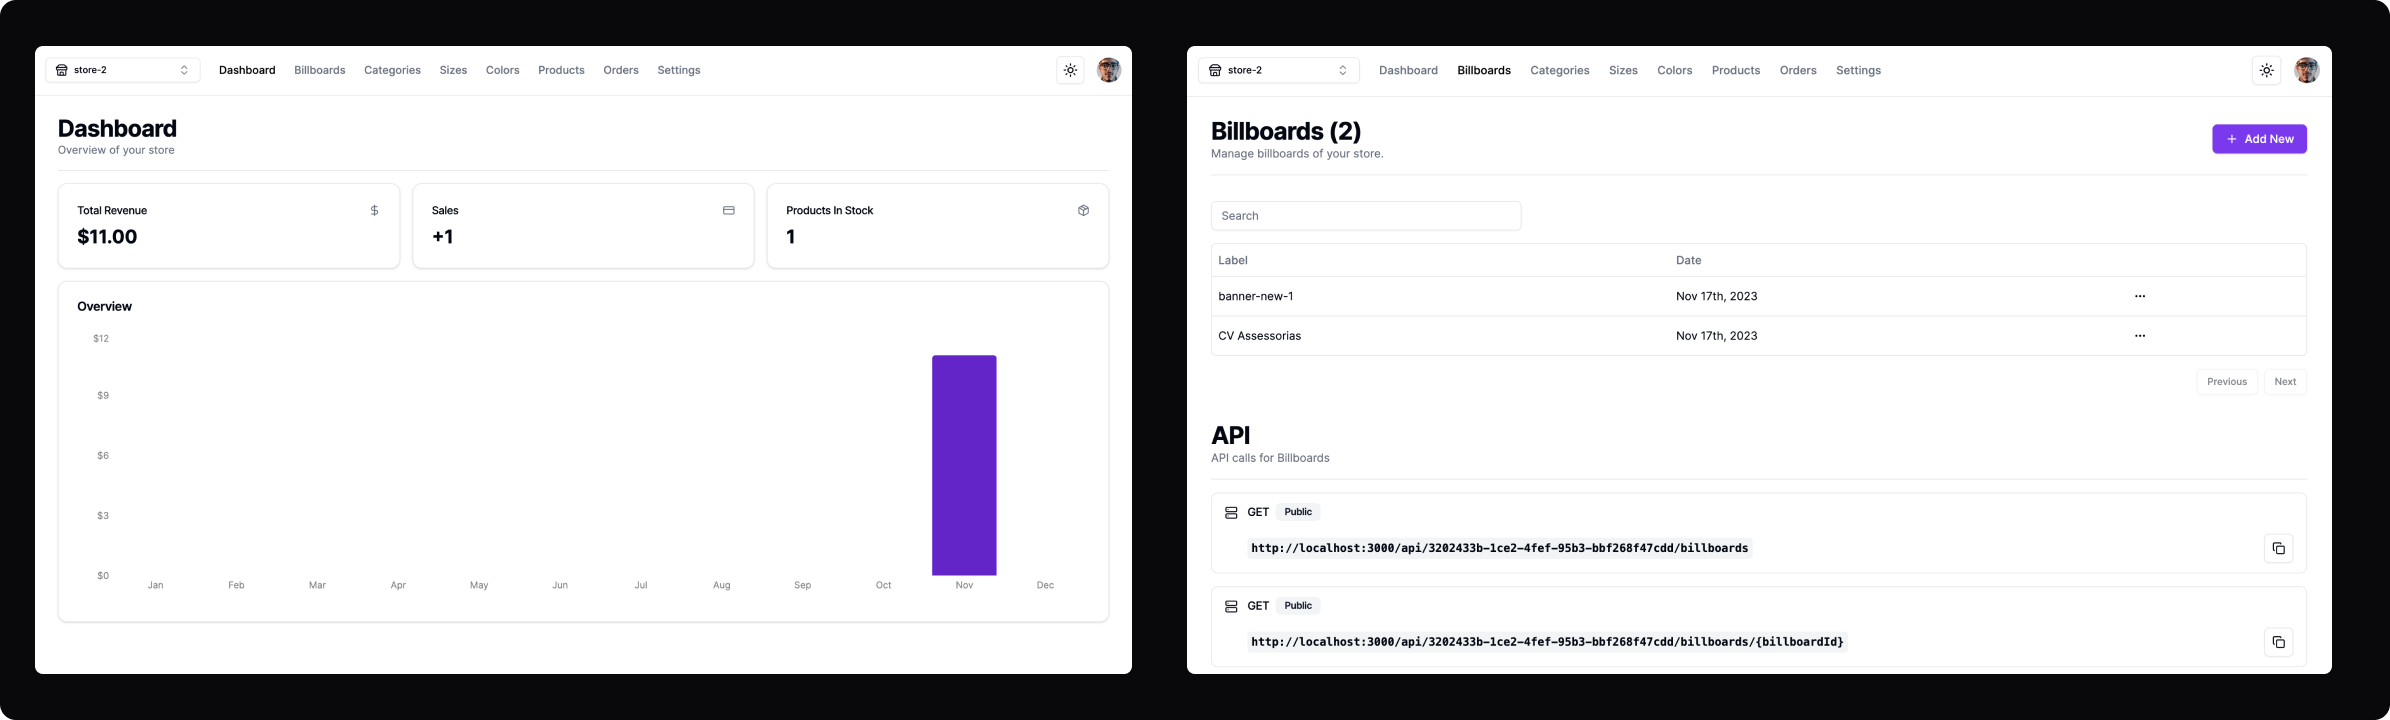 store-2 Dashboard Billboards Categories Sizes Colors Products Orders Settings
Dashboard
Overview of your store
Total Revenue
$11.00
Sales
+1
Products In Stock
1
Overview
$12
$9
$6
$3
$0
Jan Feb Mar Apr May Jun Jul Aug Sep Oct Nov Dec
store-2 Dashboard Billboards Categories Sizes Colors Products Orders Settings
Billboards (2)
Manage billboards of your store.
+ Add New
Search
Label Date
banner-new-1 Nov 17th, 2023 ...
CV Assessorias Nov 17th, 2023 ...
Previous Next
API
API calls for Billboards
GET Public
http://localhost:3000/api/3202433b-1ce2-4fef-95b3-bbf268f47cdd/billboards
GET Public
http://localhost:3000/api/3202433b-1ce2-4fef-95b3-bbf268f47cdd/billboards/{billboardId}